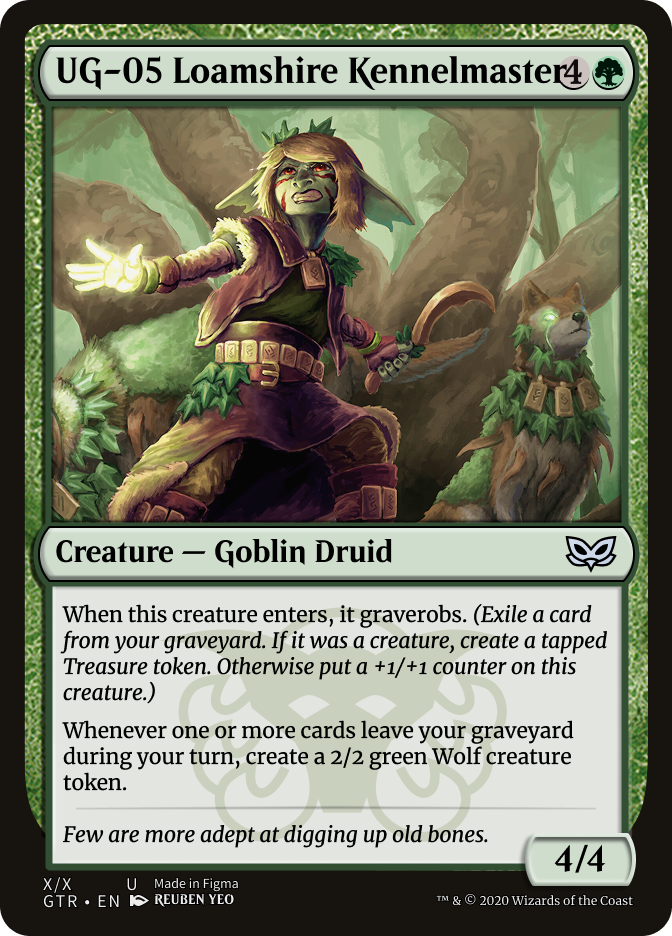 UG-05 Loamshire Kennelmaster 4
Creature — Goblin Druid
When this creature enters, it graverobs. (Exile a card
from your graveyard. If it was a creature, create a tapped
Treasure token. Otherwise put a +1/+1 counter on this
creature.)
Whenever one or more cards leave your graveyard
during your turn, create a 2/2 green Wolf creature
token.
Few are more adept at digging up old bones.
4/4
X/X U Made in Figma
GTR • EN REUBEN YEO ™ & © 2020 Wizards of the Coast